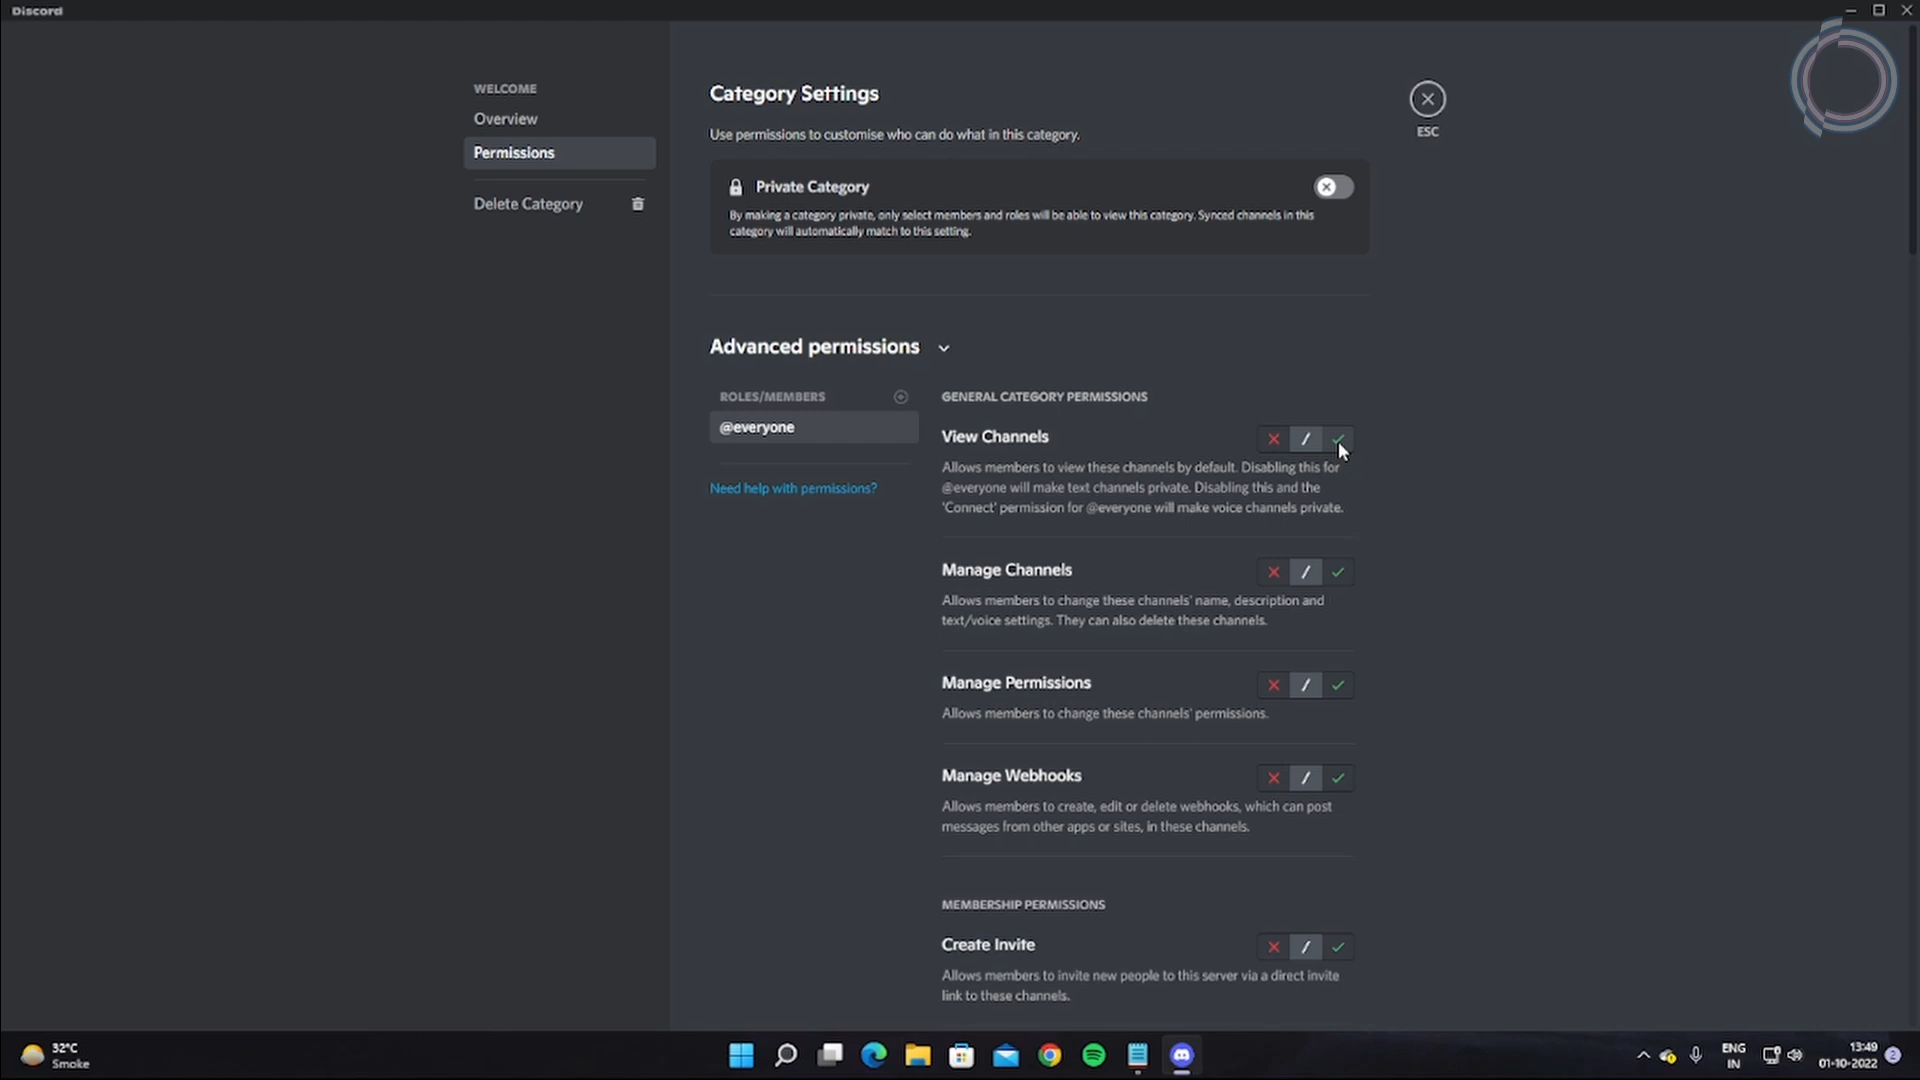 Discord
WELCOME
Overview
Permissions
Delete Category
Category Settings
Use permissions to customise who can do what in this category.
ESC
Private Category
By making a category private, only select members and roles will be able to view this category. Synced channels in this
category will automatically match to this setting.
Advanced permissions
ROLES/MEMBERS
@everyone
Need help with permissions?
GENERAL CATEGORY PERMISSIONS
View Channels
Allows members to view these channels by default. Disabling this for
@everyone will make text channels private. Disabling this and the
'Connect' permission for @everyone will make voice channels private.
Manage Channels
Allows members to change these channels' name, description and
text/voice settings. They can also delete these channels.
Manage Permissions
Allows members to change these channels' permissions.
Manage Webhooks
Allows members to create, edit or delete webhooks, which can post
messages from other apps or sites, in these channels.
MEMBERSHIP PERMISSIONS
Create Invite
Allows members to invite new people to this server via a direct invite
link to these channels.
32°C
Smoke
ENG
IN
13:49
01-10-2022
2